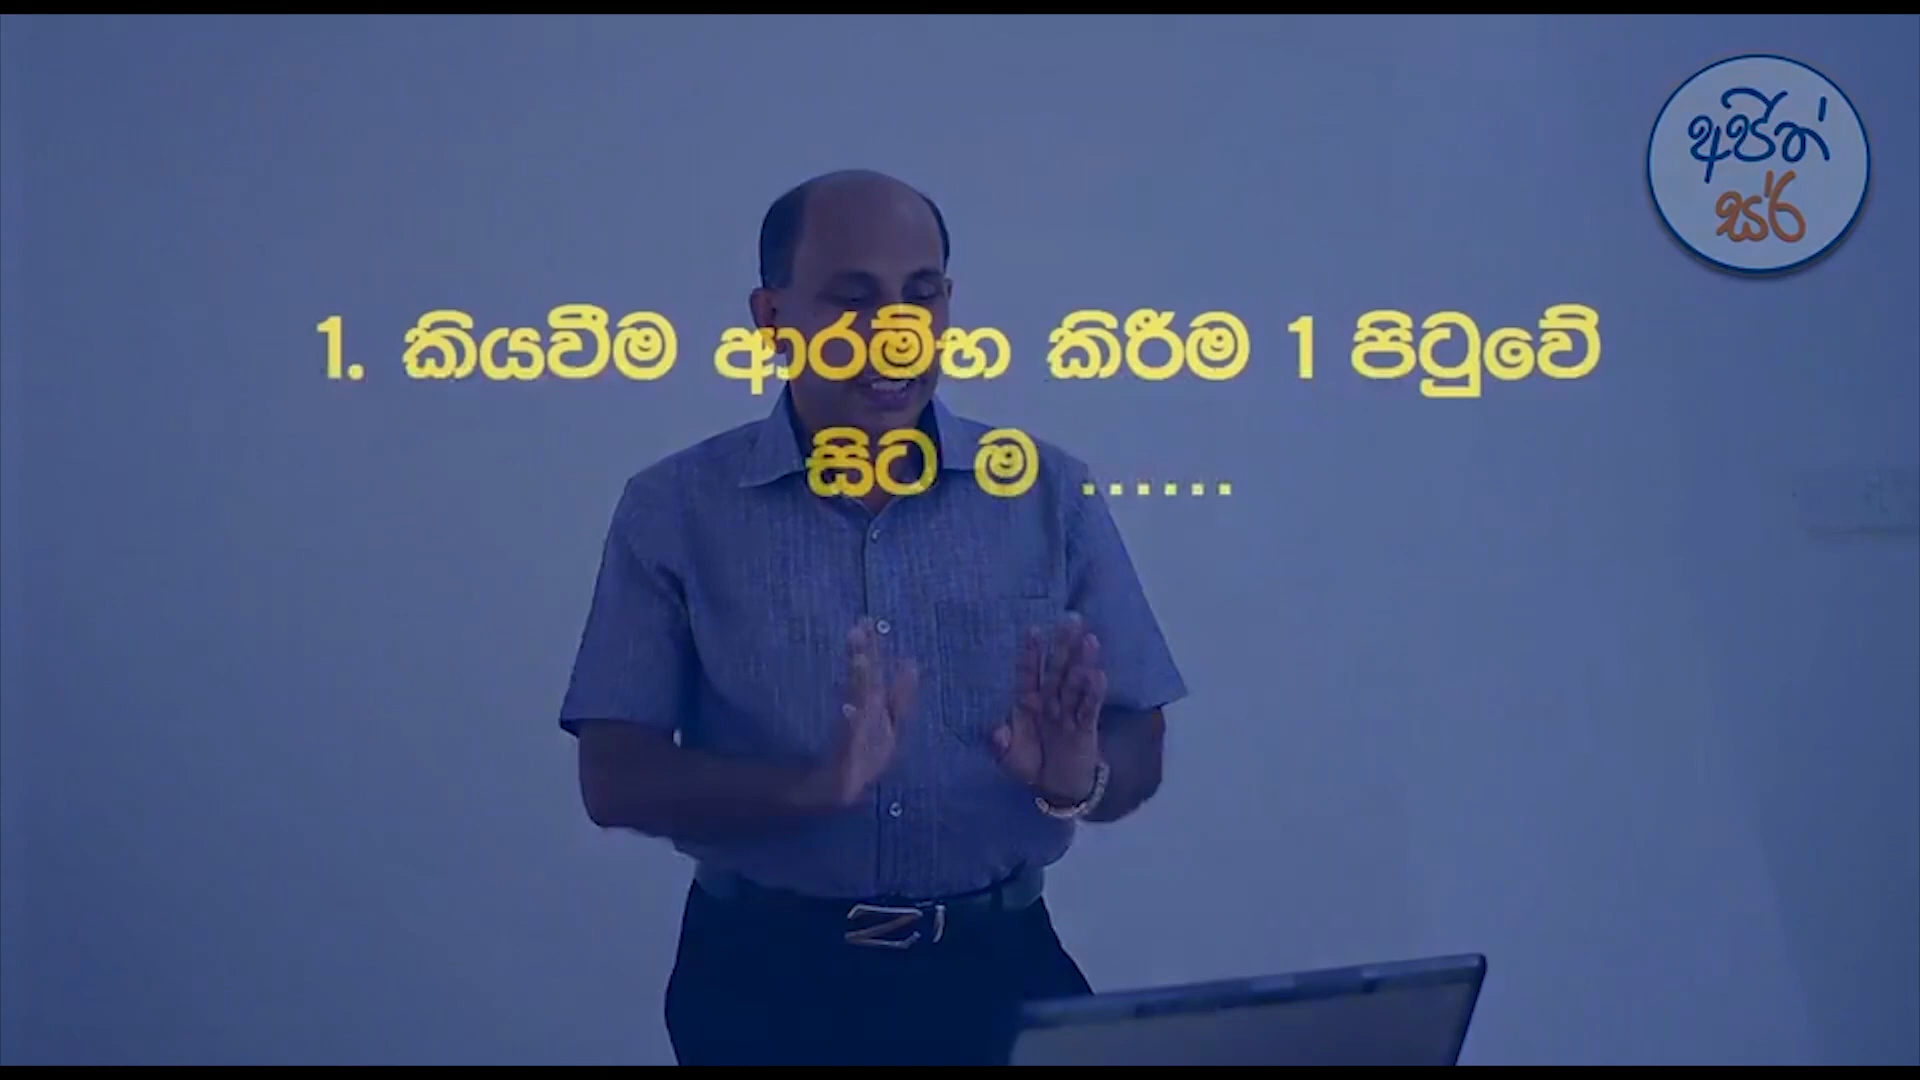 අජිත්
සර්
1. කියවීම ආරම්භ කිරීම 1 පිටුවේ
සිට ම ......